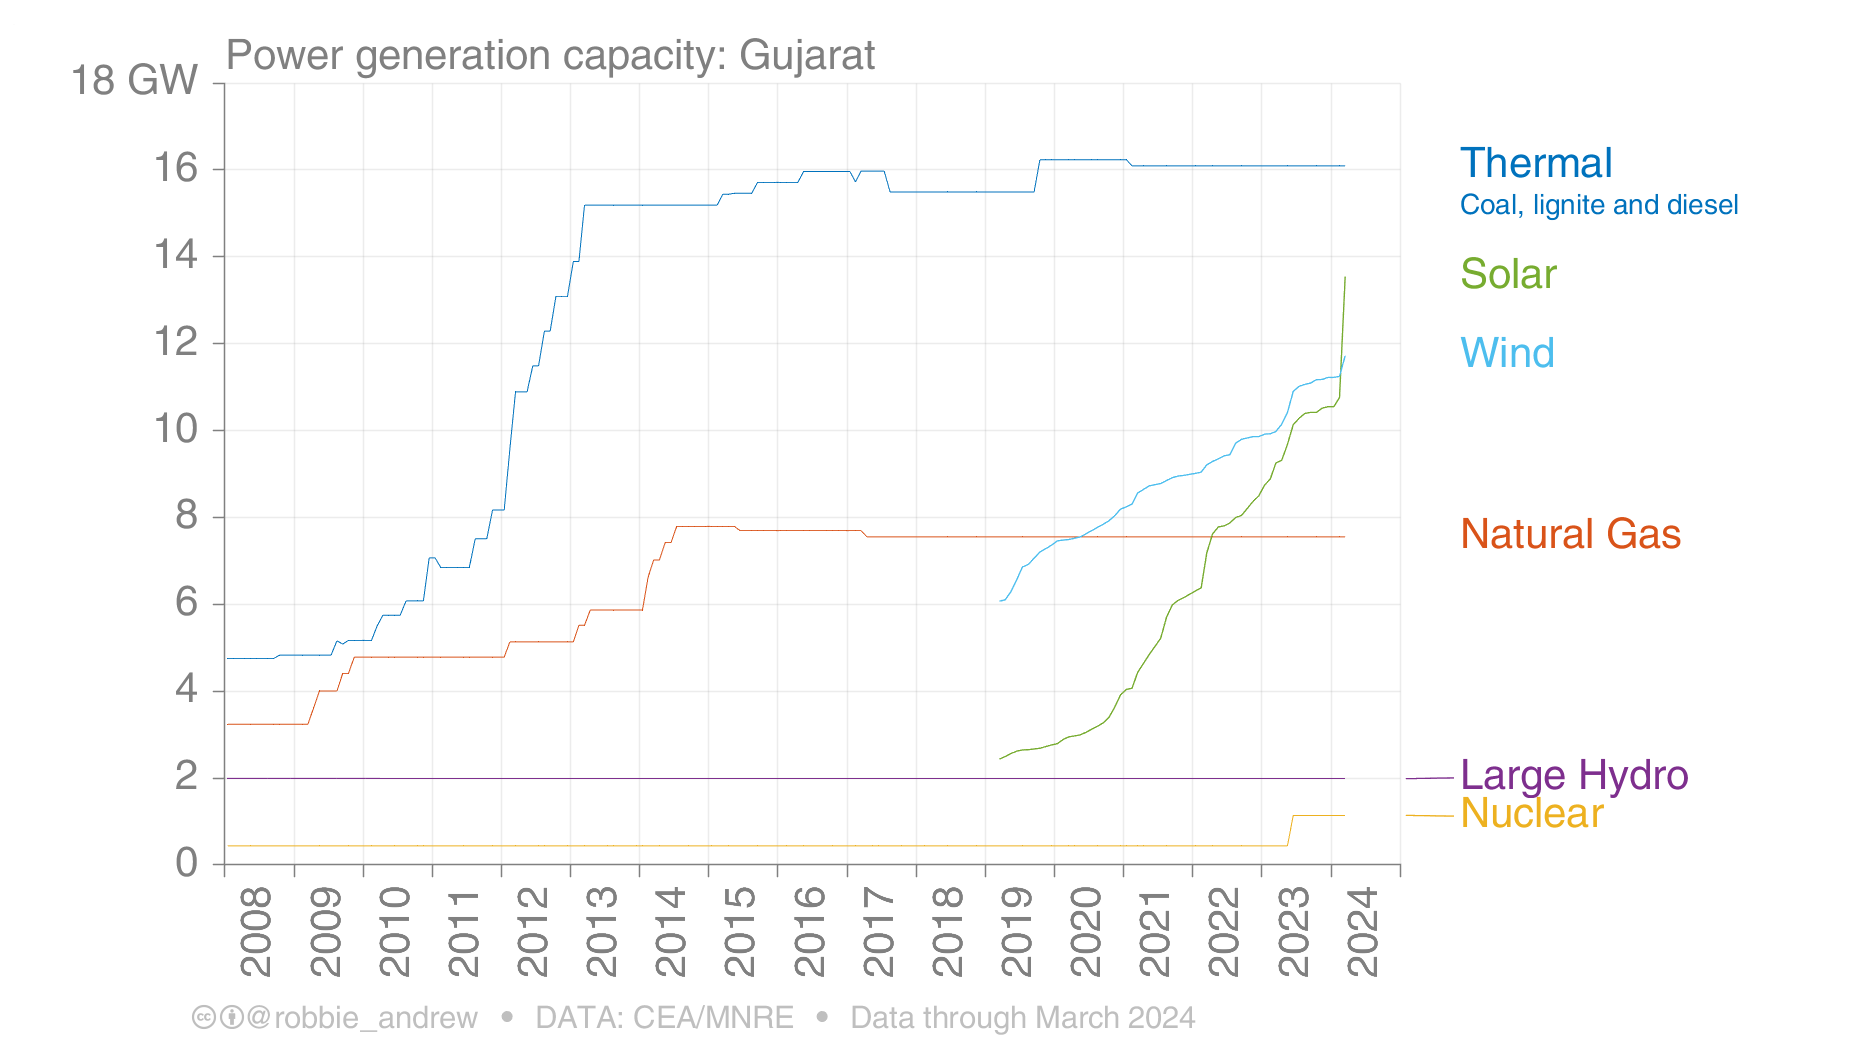 Power generation capacity: Gujarat
18 GW
16
14
12
10
8
6
4
2
0
Thermal
Coal, lignite and diesel
Solar
Wind
Natural Gas
Large Hydro
Nuclear
2008
2009
2010
2011
2012
2013
2014
2015
2016
2017
2018
2019
2020
2021
2022
2023
2024
@robbie_andrew • DATA: CEA/MNRE • Data through March 2024